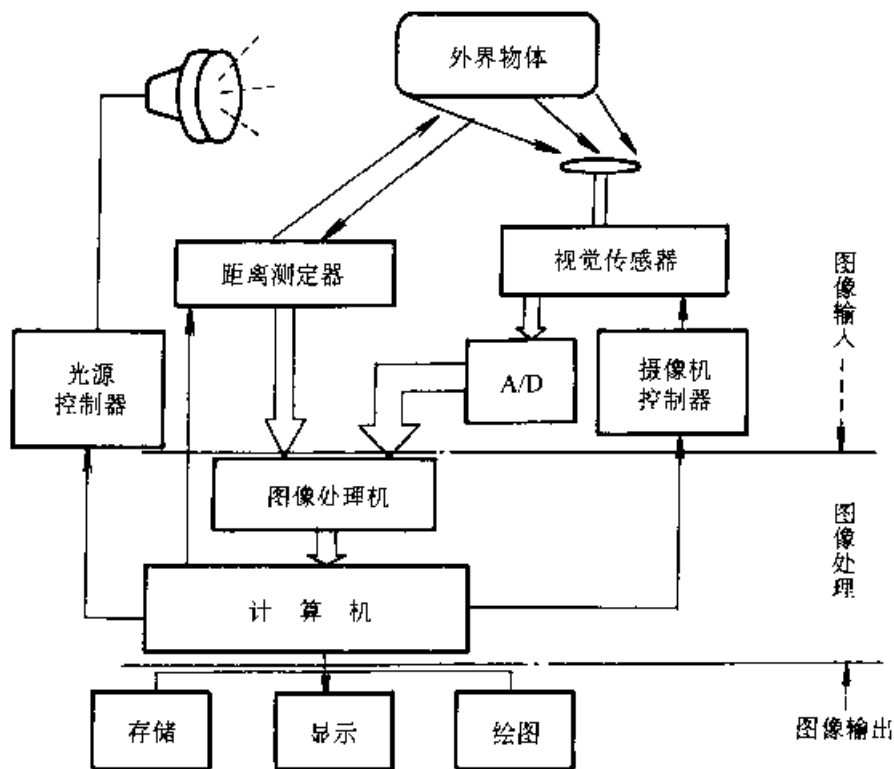 外界物体
距离测定器
视觉传感器
图像输入
光源
控制器
A/D
摄像机
控制器
图像处理机
图像处理
计算机
存储
显示
绘图
图像输出